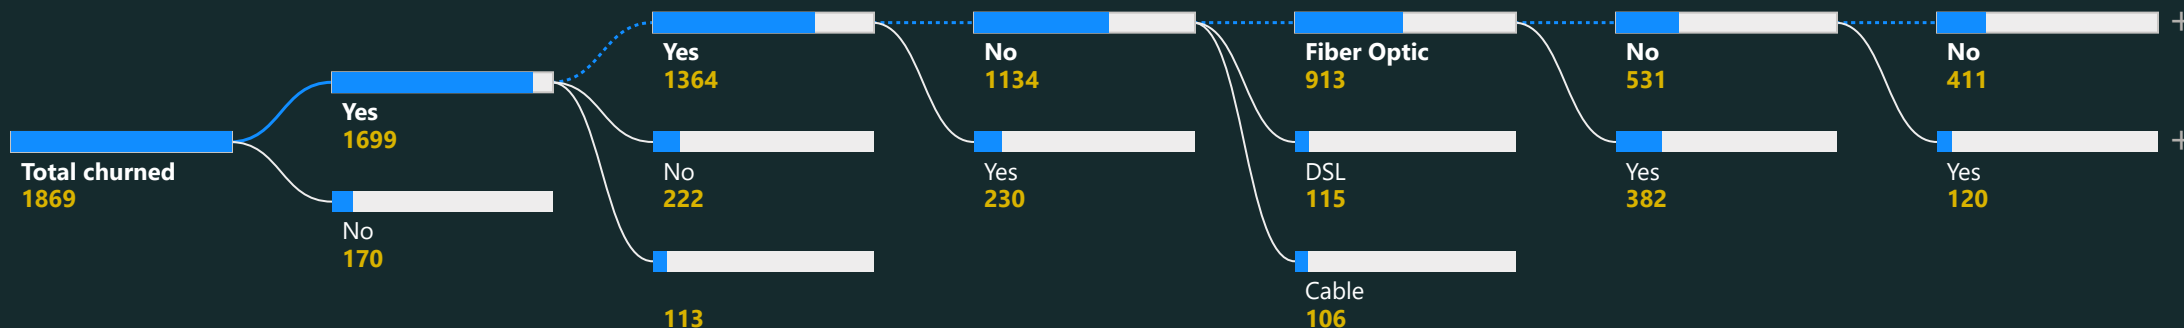 Total churned
1869
Yes
1699
No
170
Yes
1364
No
222
113
No
1134
Yes
230
Fiber Optic
913
DSL
115
Cable
106
No
531
Yes
382
No
411
Yes
120